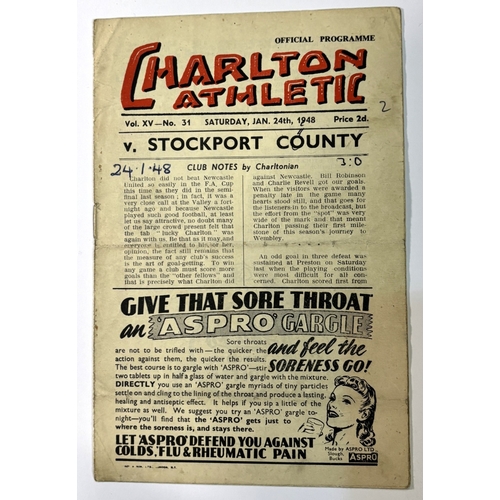 OFFICIAL PROGRAMME
CHARLTON
ATHLETIC
Vol. XV—No. 31 SATURDAY, JAN. 24th, 1948 Price 2d.
2
v. STOCKPORT COUNTY
24.1.48 CLUB NOTES by Charltonian 3:0
Charlton did not beat Newcastle
United so easily in the F.A. Cup
this as they did in the semi-
final last season; in fact, it was a
very close call at the Valley a fort-
night ago and because Newcastle
played such good football, at least
let us say attractive, no doubt many
of the large crowd present felt that
the tab "lucky Charlton" was
again with us. Be that as it may, and
everyone is entitled to his or her
opinion, the fact still remains that
the measure of any club's success
is the art of goal-getting. To win
any game a club must score more
goals than the "other fellows" and
that is precisely what Charlton did
against Newcastle. Bill Robinson
and Charlie Revell got our goals.
When the visitors were awarded
a penalty late in the game many
hearts stood still, and that goes for
the listeners-in to the broadcast, but
the effort from the "spot" was very
wide of the mark and that meant
Charlton passing their first mile-
stone of this season's journey to
Wembley.
An odd goal in three defeat was
sustained at Preston on Saturday
last when the playing conditions
were most difficult for all con-
cerned. Charlton scored first from
GIVE THAT SORE THROAT
an 'ASPRO' GARGLE
and feel the
SORENESS GO!
Sore throats
are not to be trifled with—the quicker the
action against them, the quicker the results.
The best course is to gargle with 'ASPRO'—stir
two tablets up in half a glass of water and gargle with the mixture.
DIRECTLY you use an 'ASPRO' gargle myriads of tiny particles
settle on and cling to the lining of the throat and produce a lasting,
healing and antiseptic effect. It helps if you sip a little of the
mixture as well. We suggest you try an 'ASPRO' gargle to-
night—you'll find that the 'ASPRO' gets just to
where the soreness is, and stays there.
LET 'ASPRO' DEFEND YOU AGAINST
COLDS, 'FLU & RHEUMATIC PAIN
Made by ASPRO LTD.
Slough,
Bucks
ASPRO